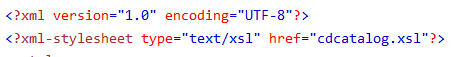 <?xml version="1.0" encoding="UTF-8"?>
<?xml-stylesheet type="text/xsl" href="cdcatalog.xsl"?>